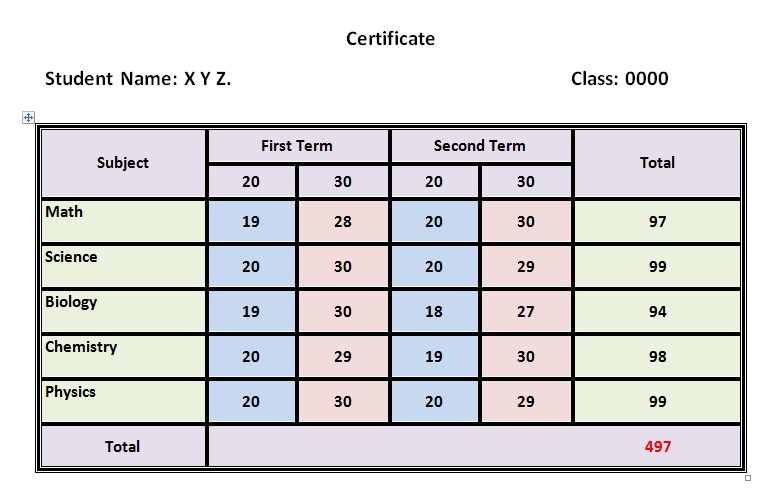 Certificate
Student Name: X Y Z. Class: 0000
Subject First Term Second Term Total
20 30 20 30
Math 19 28 20 30 97
Science 20 30 20 29 99
Biology 19 30 18 27 94
Chemistry 20 29 19 30 98
Physics 20 30 20 29 99
Total 497